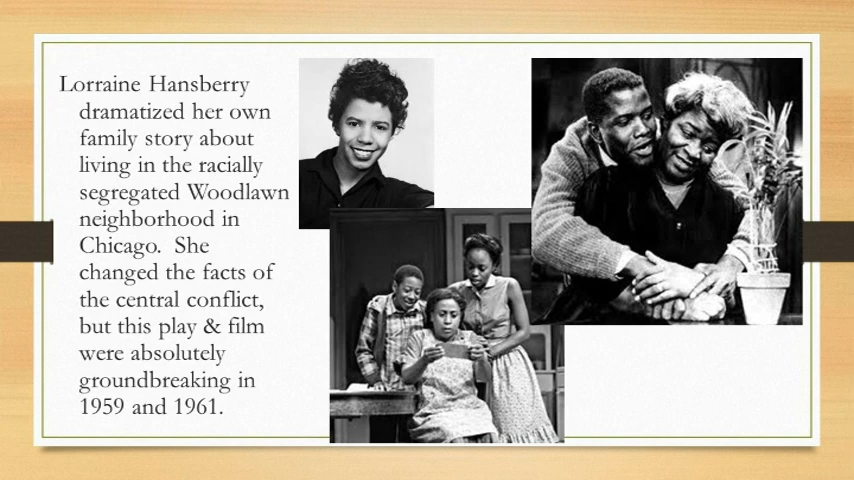 Lorraine Hansberry
dramatized her own
family story about
living in the racially
segregated Woodlawn
neighborhood in
Chicago.  She
changed the facts of
the central conflict,
but this play & film
were absolutely
groundbreaking in
1959 and 1961.